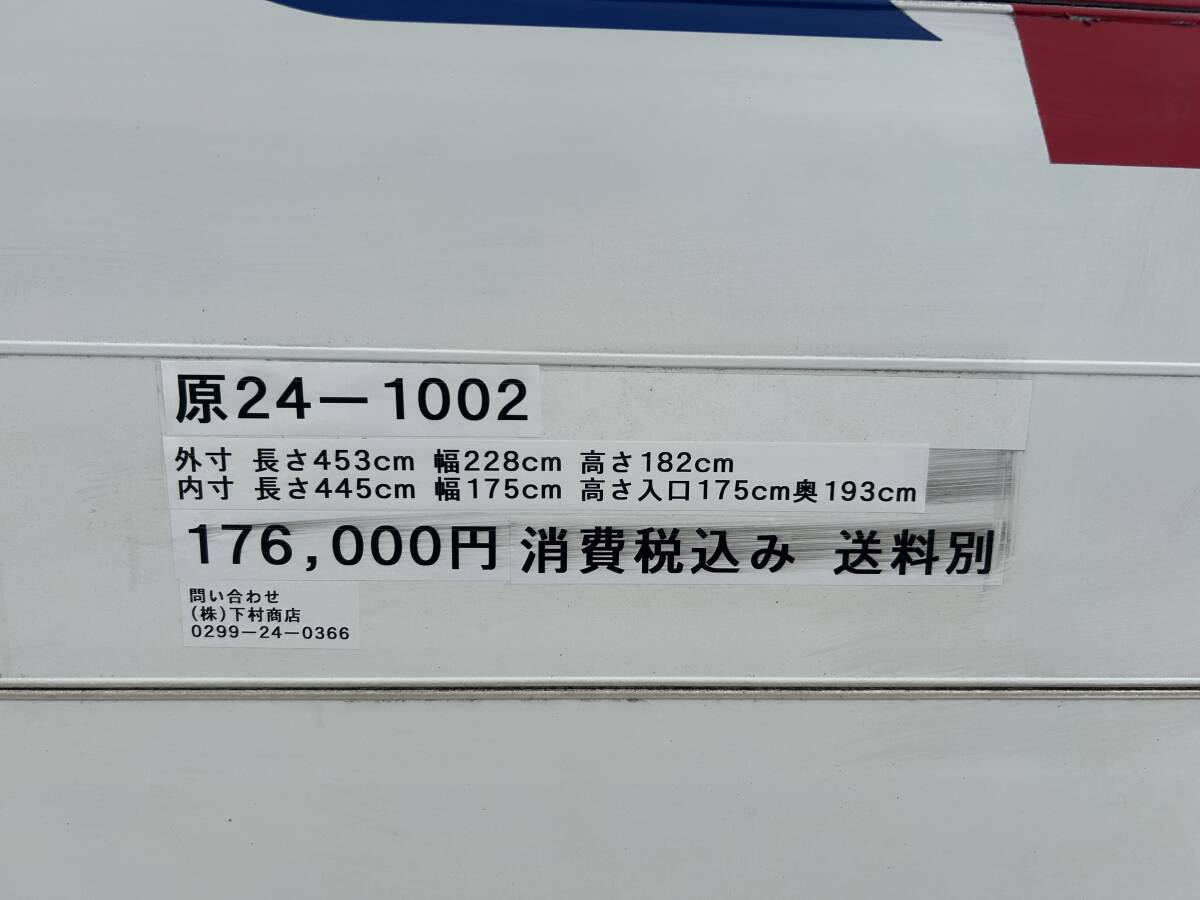 原24－1002
外寸 長さ453cm 幅228cm 高さ182cm
内寸 長さ445cm 幅175cm 高さ入口175cm奥193cm
176,000円 消費税込み 送料別
問い合わせ
(株)下村商店
0299－24－0366